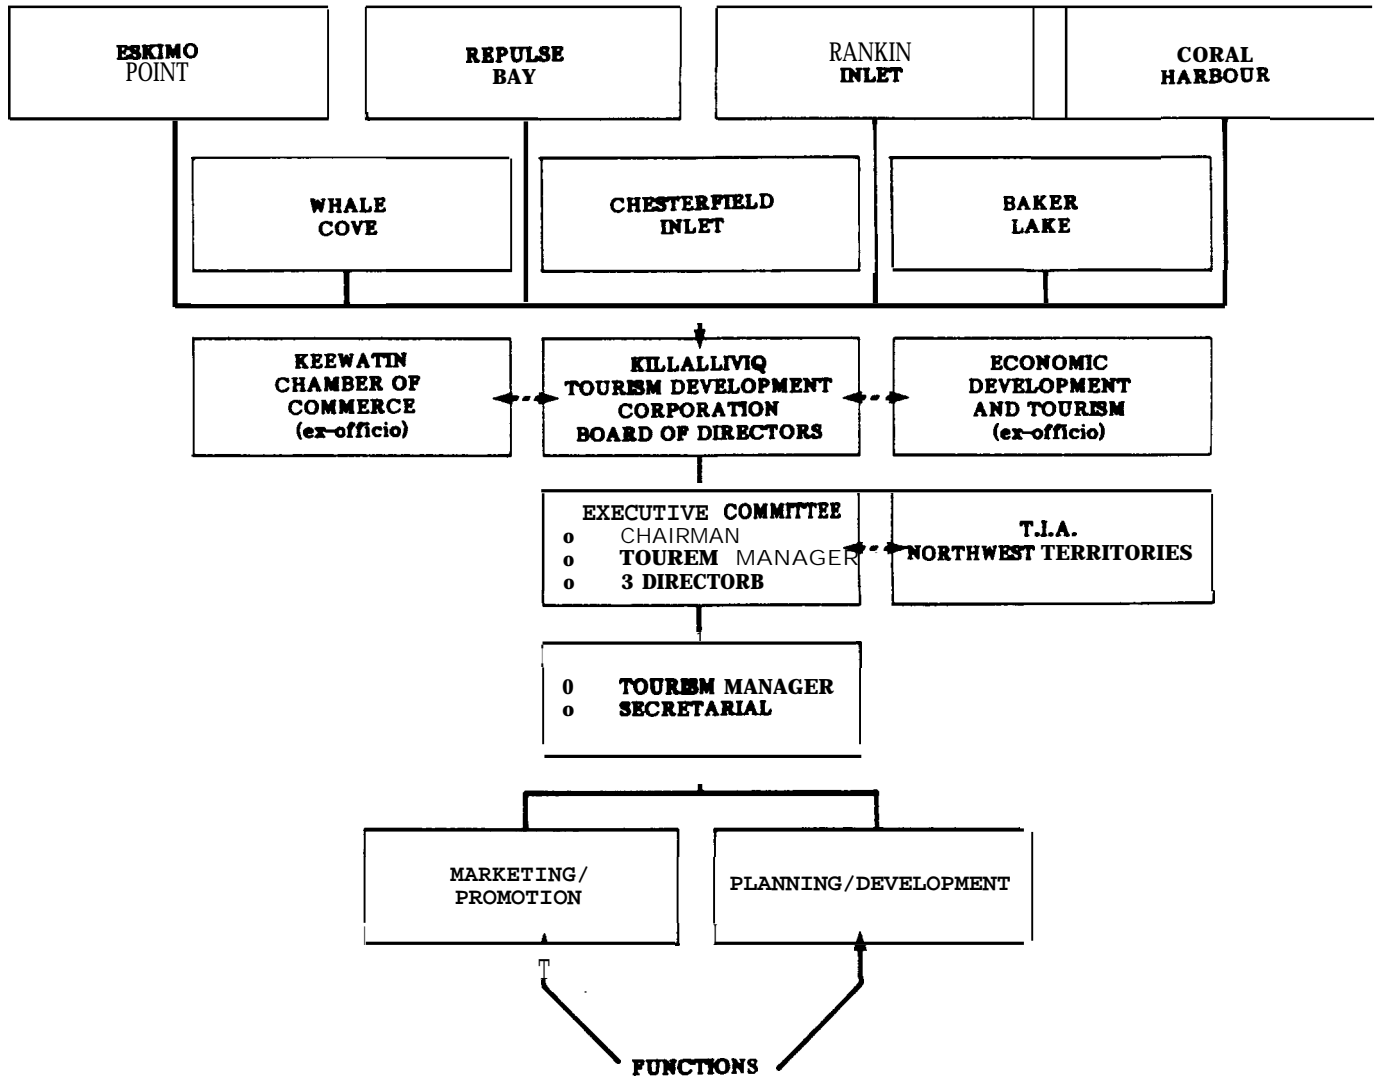 ESKIMO
POINT
REPULSE
BAY
RANKIN
INLET
CORAL
HARBOUR
WHALE
COVE
CHESTERFIELD
INLET
BAKER
LAKE
KEEWATIN
CHAMBER OF
COMMERCE
(ex-officio)
KILLALLIVIQ
TOURISM DEVELOPMENT
CORPORATION
BOARD OF DIRECTORS
ECONOMIC
DEVELOPMENT
AND TOURISM
(ex-officio)
EXECUTIVE COMMITTEE
o CHAIRMAN
o TOUREM MANAGER
o 3 DIRECTORB
T.I.A.
NORTHWEST TERRITORIES
0 TOURISM MANAGER
o SECRETARIAL
MARKETING/
PROMOTION
PLANNING/DEVELOPMENT
T
FUNCTIONS